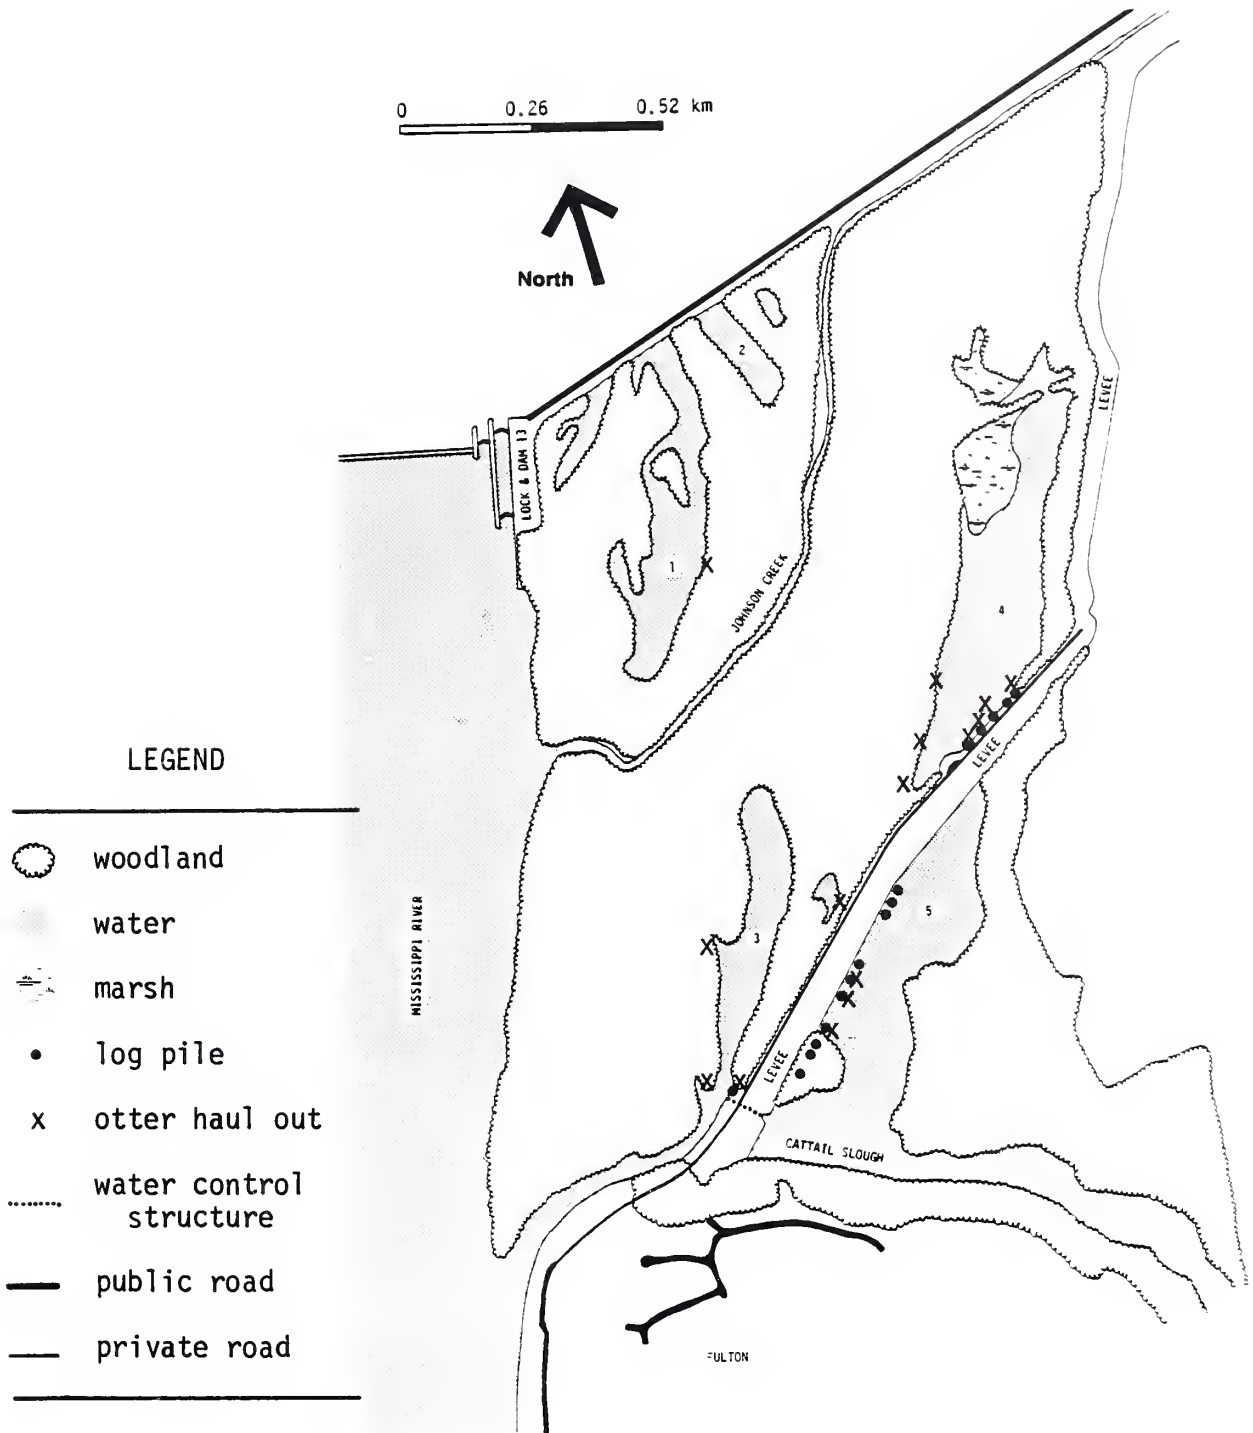 0 0.26 0.52 km
North
2
LOCK & DAM 13
LEVEE
1
JOHNSON CREEK
4
LEVEE
LEGEND
woodland
water
marsh
log pile
x otter haul out
water control
structure
public road
private road
MISSISSIPPI RIVER
5
3
LEVEE
CATTAIL SLOUGH
FULTON